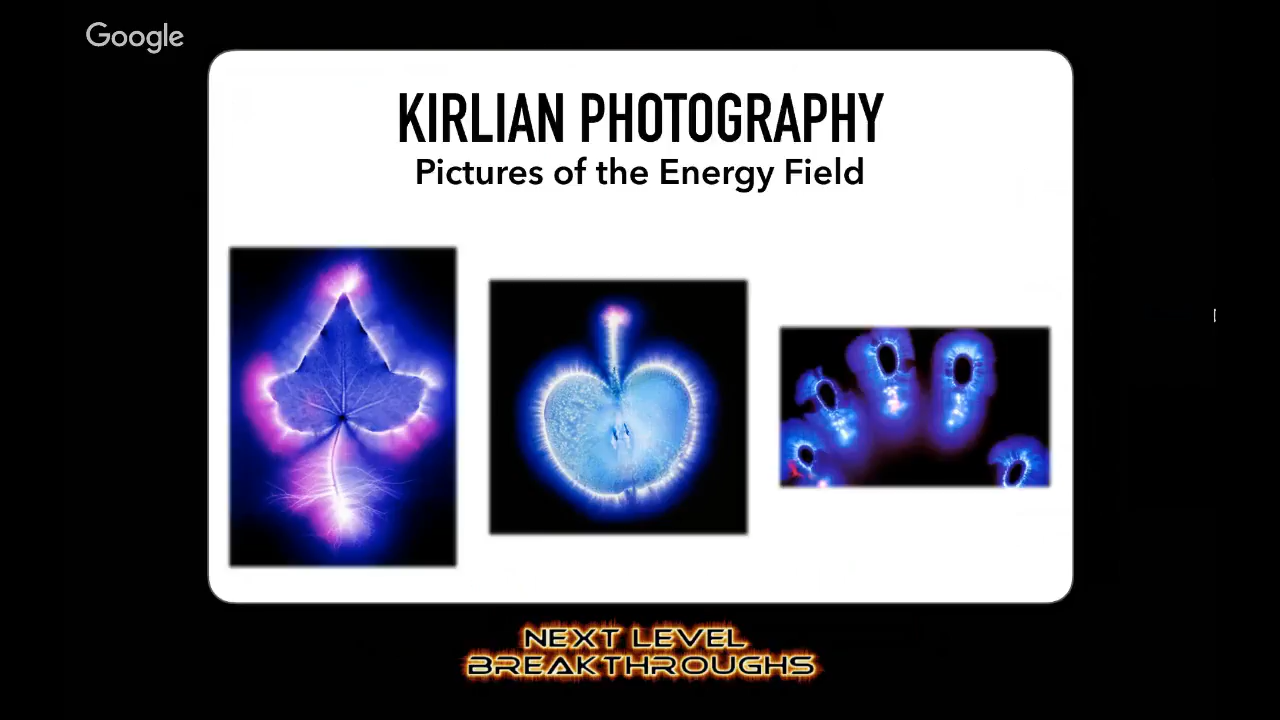 Google
KIRLIAN PHOTOGRAPHY
Pictures of the Energy Field
NEXT LEVEL
BREAKTHROUGHS